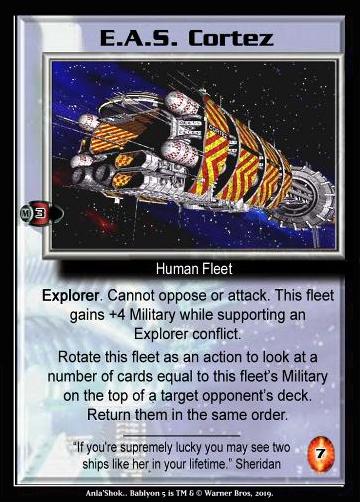 E.A.S. Cortez
M 3
Human Fleet
Explorer. Cannot oppose or attack. This fleet
gains +4 Military while supporting an
Explorer conflict.
Rotate this fleet as an action to look at a
number of cards equal to this fleet's Military
on the top of a target opponent's deck.
Return them in the same order.
“If you're supremely lucky you may see two
ships like her in your lifetime.” Sheridan
7
Anla'Shok.. Bablyon 5 is TM & © Warner Bros, 2019.